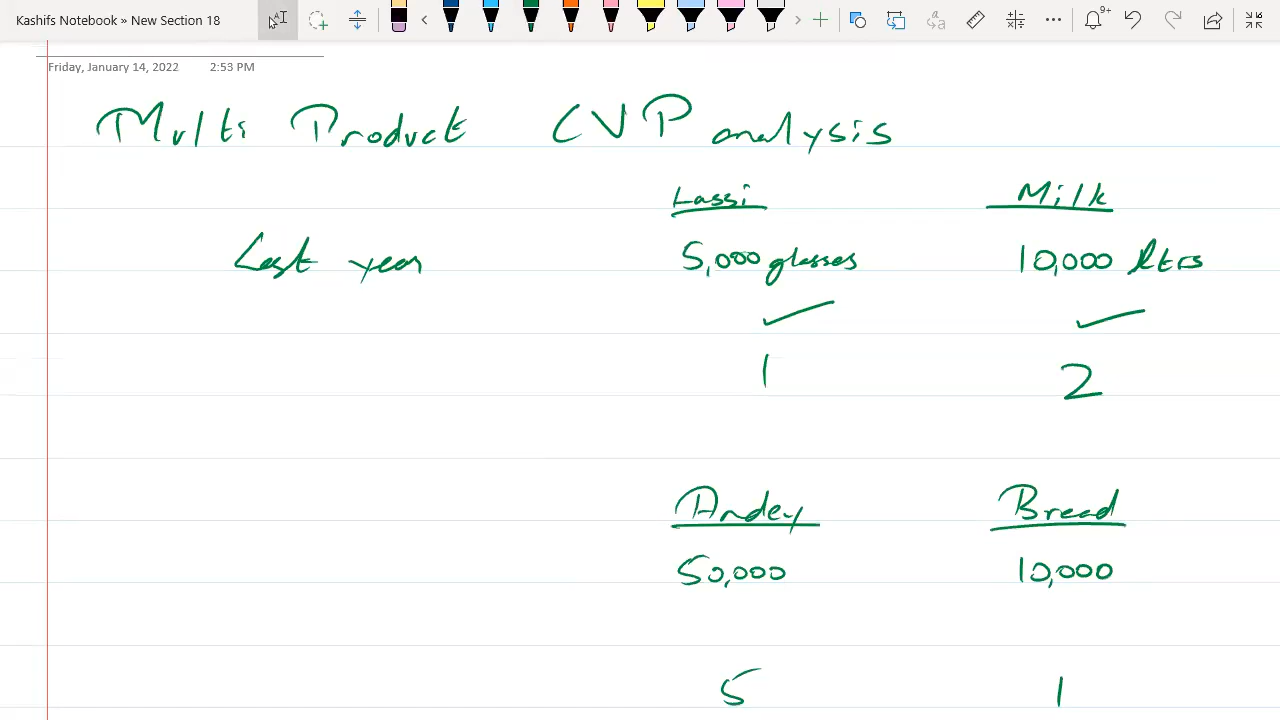 Kashifs Notebook » New Section 18
9+
Friday, January 14, 2022 2:53 PM
Multi Product CVP analysis
Lassi Milk
Last year 5,000 glasses 10,000 ltrs
1 2
Andey Bread
50,000 10,000
5 1